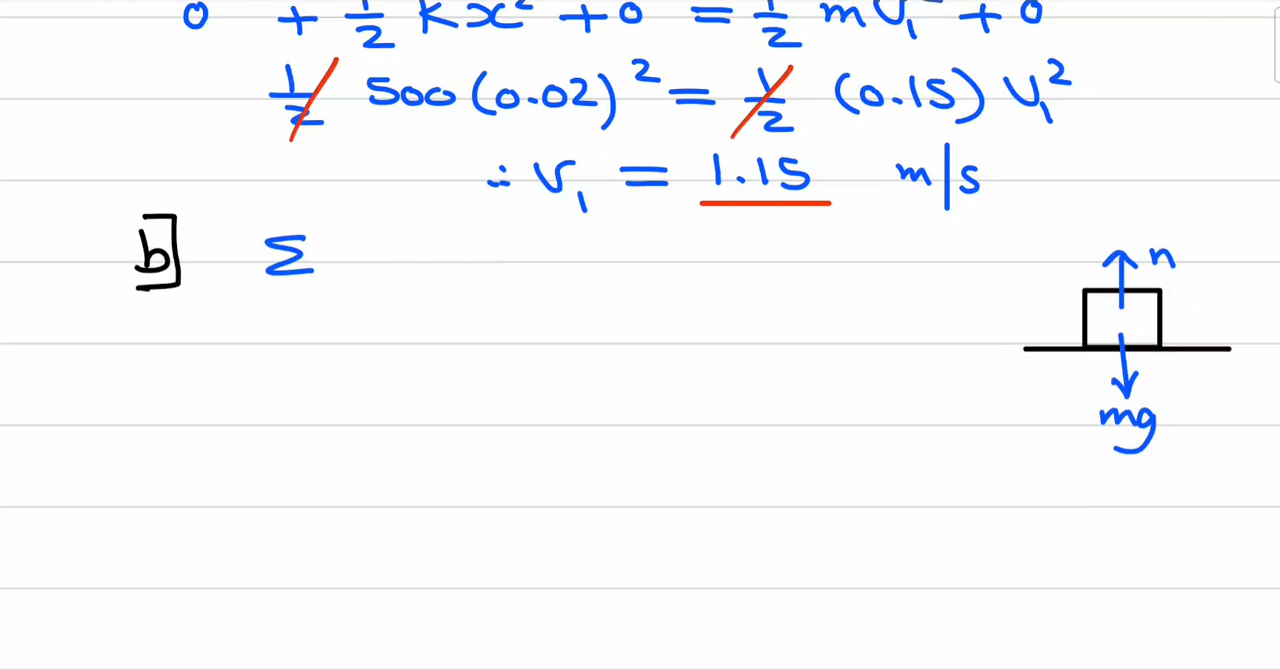 0 + 1/2 kx² + 0 = 1/2 mv₁² + 0
1/2 500(0.02)² = 1/2 (0.15) v₁²
∴ v₁ = 1.15 m/s
b] Σ
n
mg